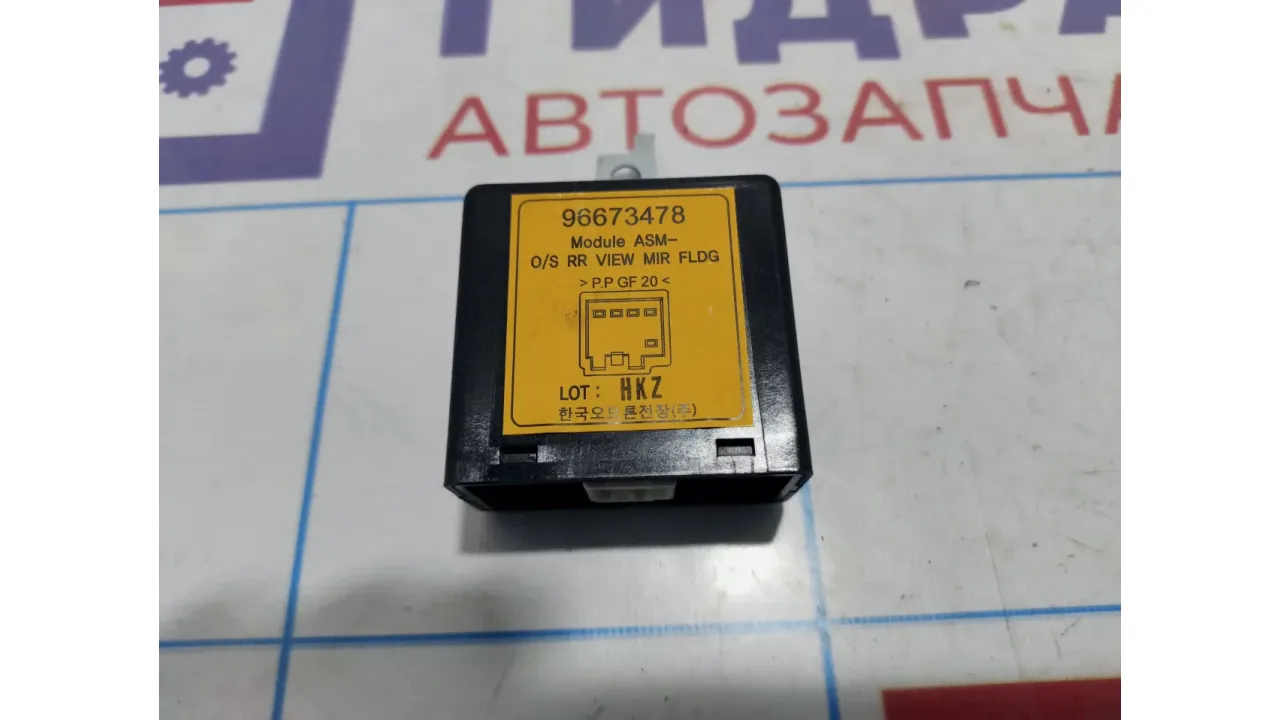 ГИДРА
АВТОЗАПЧА
96673478
Module ASM-
O/S RR VIEW MIR FLDG
> P.P GF 20 <
LOT : HKZ
한국오토론전장(주)